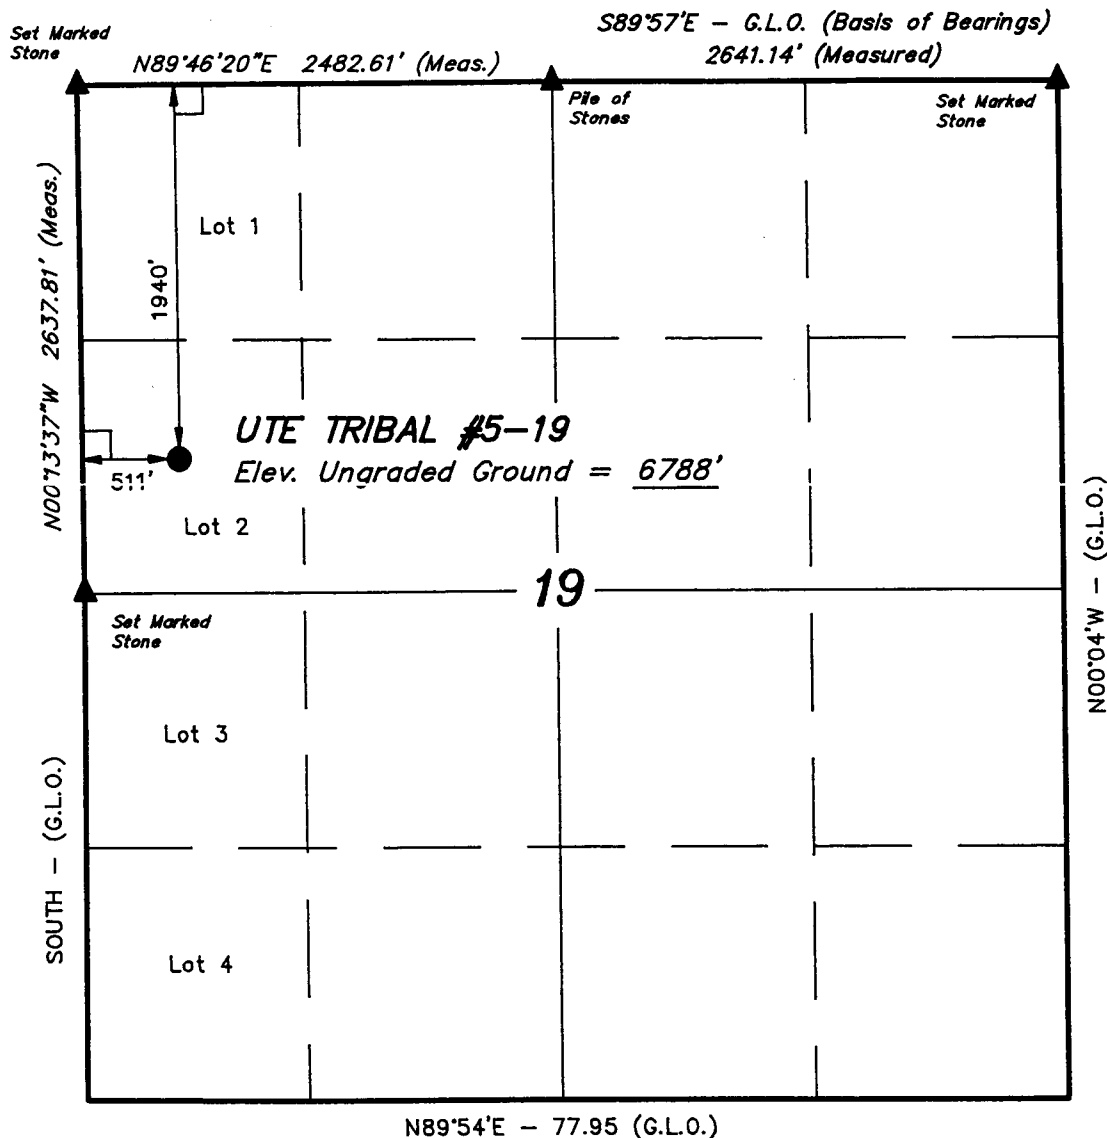 S89°57'E - G.L.O. (Basis of Bearings)
2641.14' (Measured)
Set Marked
Stone
N89°46'20"E 2482.61' (Meas.)
Pile of
Stones
Set Marked
Stone
N00°13'37"W 2637.81' (Meas.)
1940'
Lot 1
UTE TRIBAL #5-19
Elev. Ungraded Ground = 6788'
511'
Lot 2
19
Set Marked
Stone
N00°04'W - (G.L.O.)
Lot 3
SOUTH - (G.L.O.)
Lot 4
N89°54'E - 77.95 (G.L.O.)